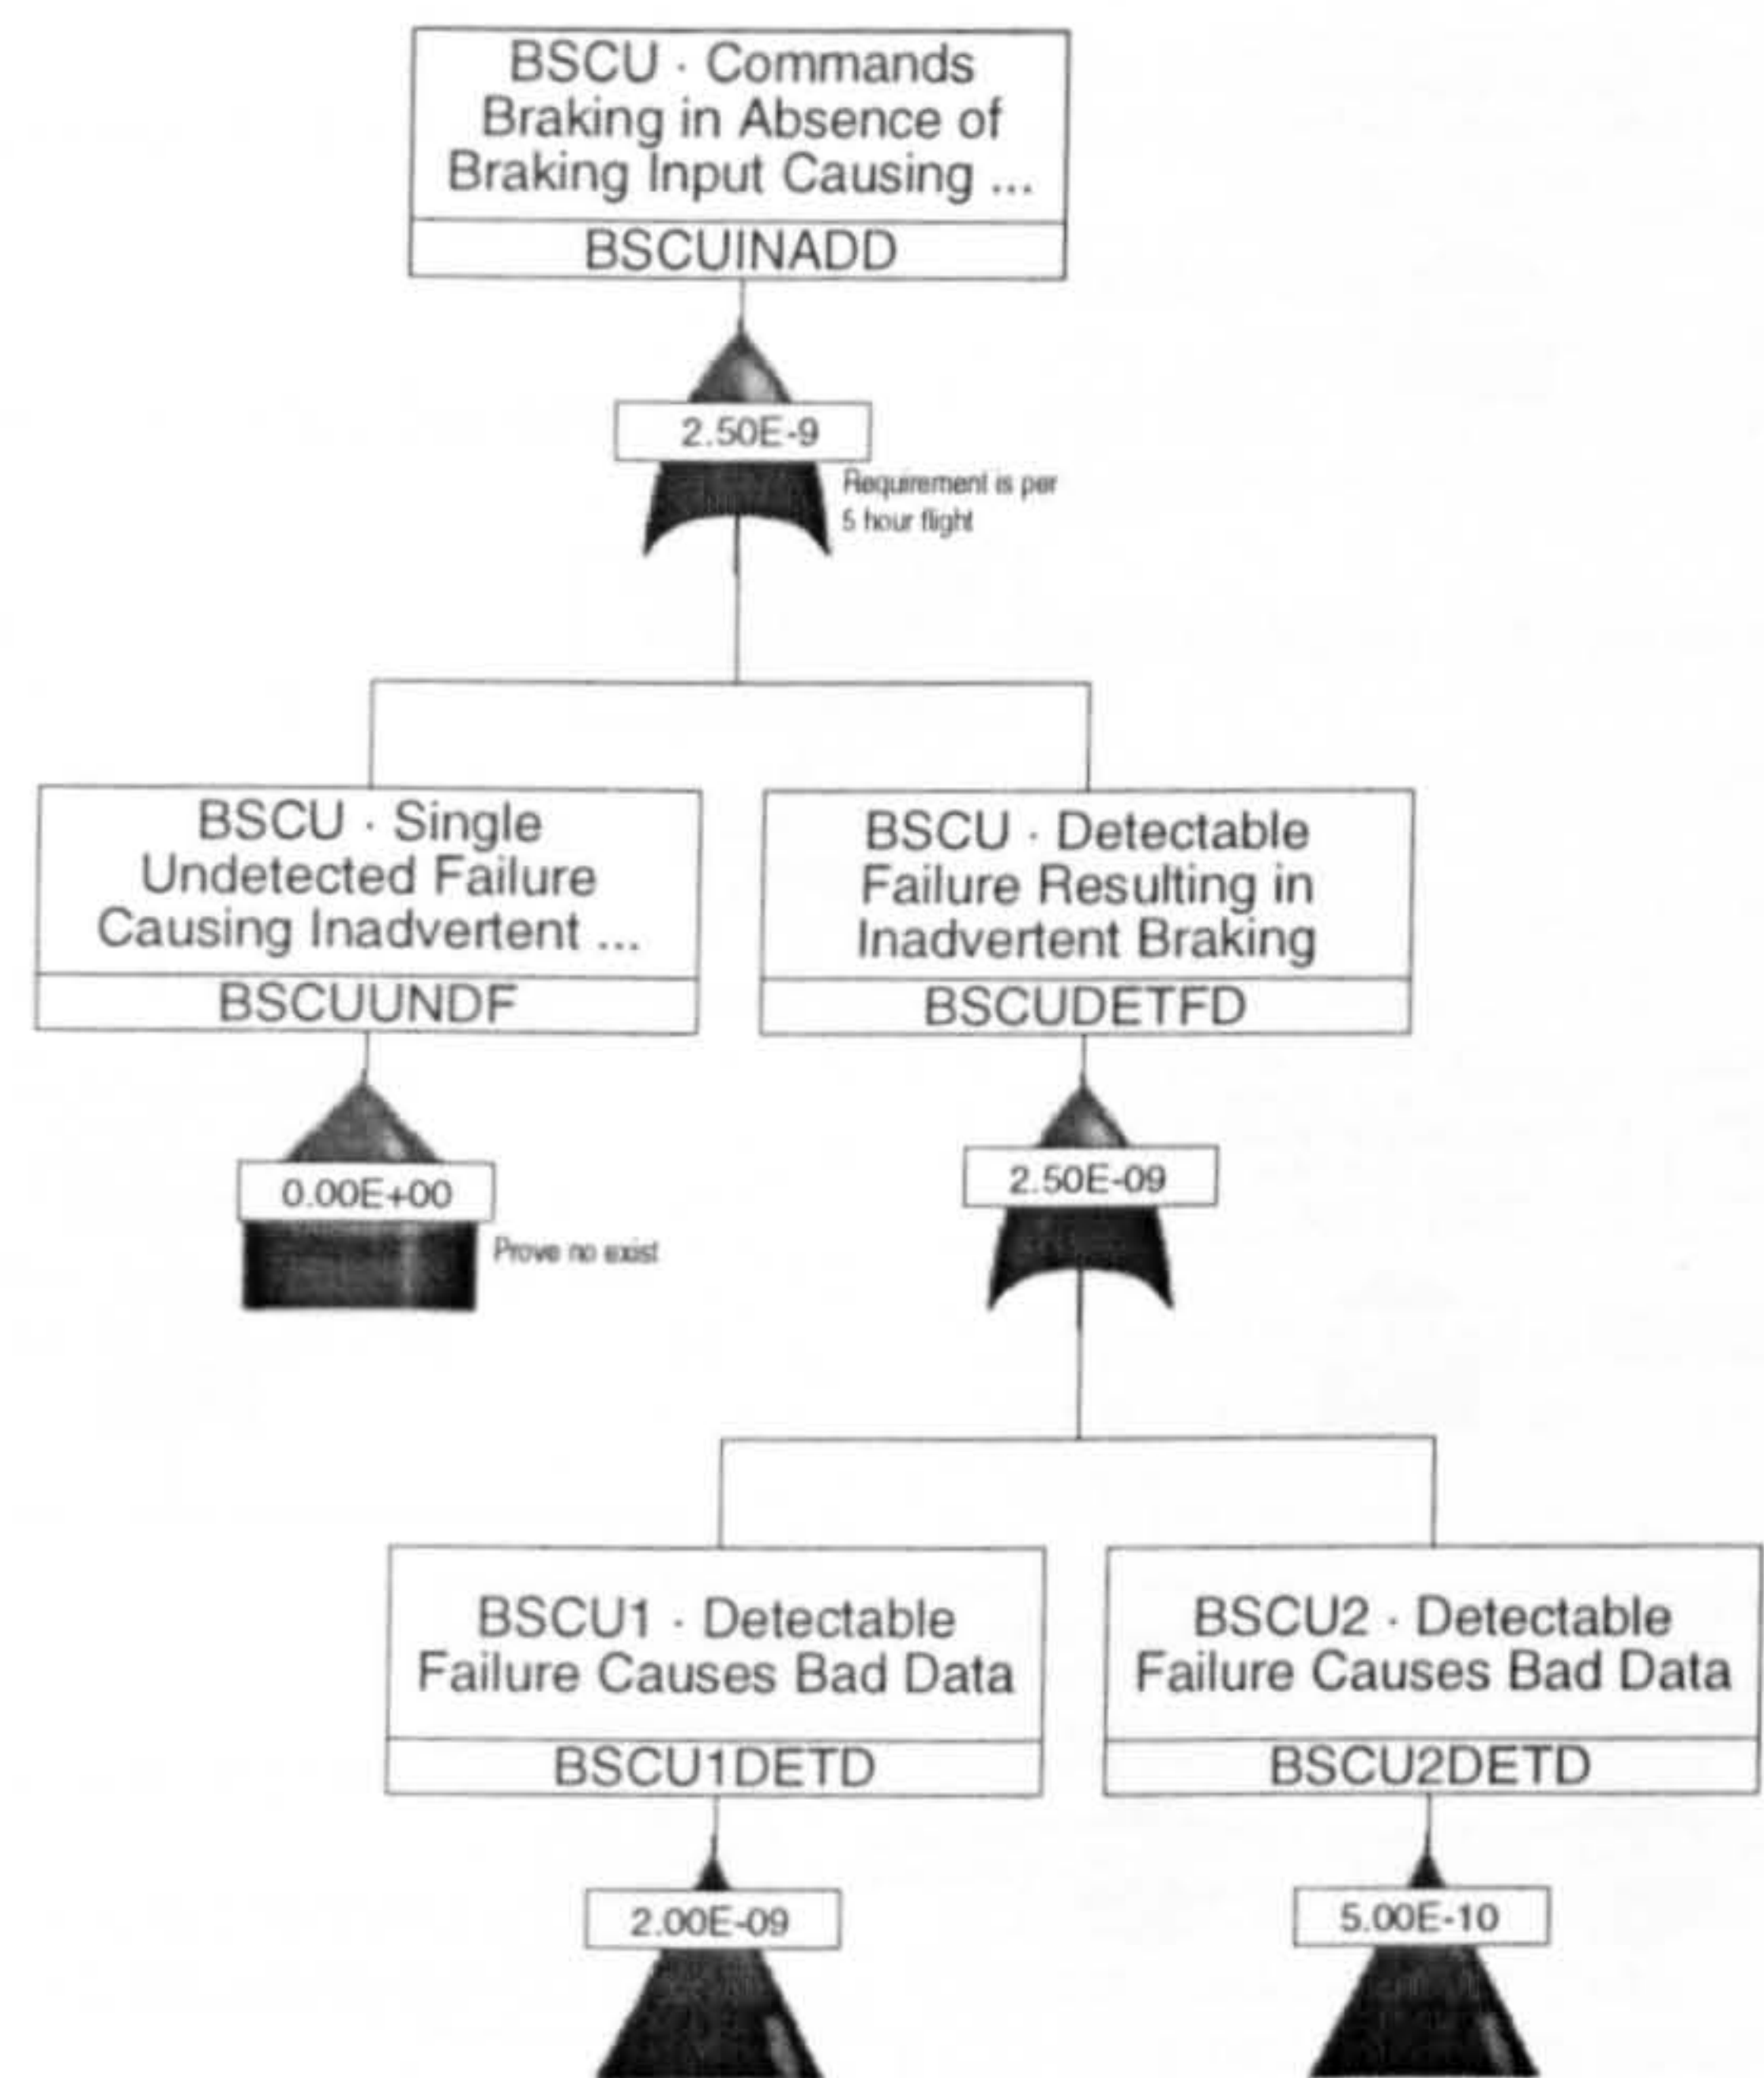 BSCU · Commands
Braking in Absence of
Braking Input Causing ...
BSCUINADD
2.50E-9
Requirement is per
5 hour flight
BSCU · Single
Undetected Failure
Causing Inadvertent ...
BSCUUNDF
0.00E+00
Prove no exist
BSCU · Detectable
Failure Resulting in
Inadvertent Braking
BSCUDETFD
2.50E-09
BSCU1 · Detectable
Failure Causes Bad Data
BSCU1DETD
2.00E-09
BSCU2 · Detectable
Failure Causes Bad Data
BSCU2DETD
5.00E-10